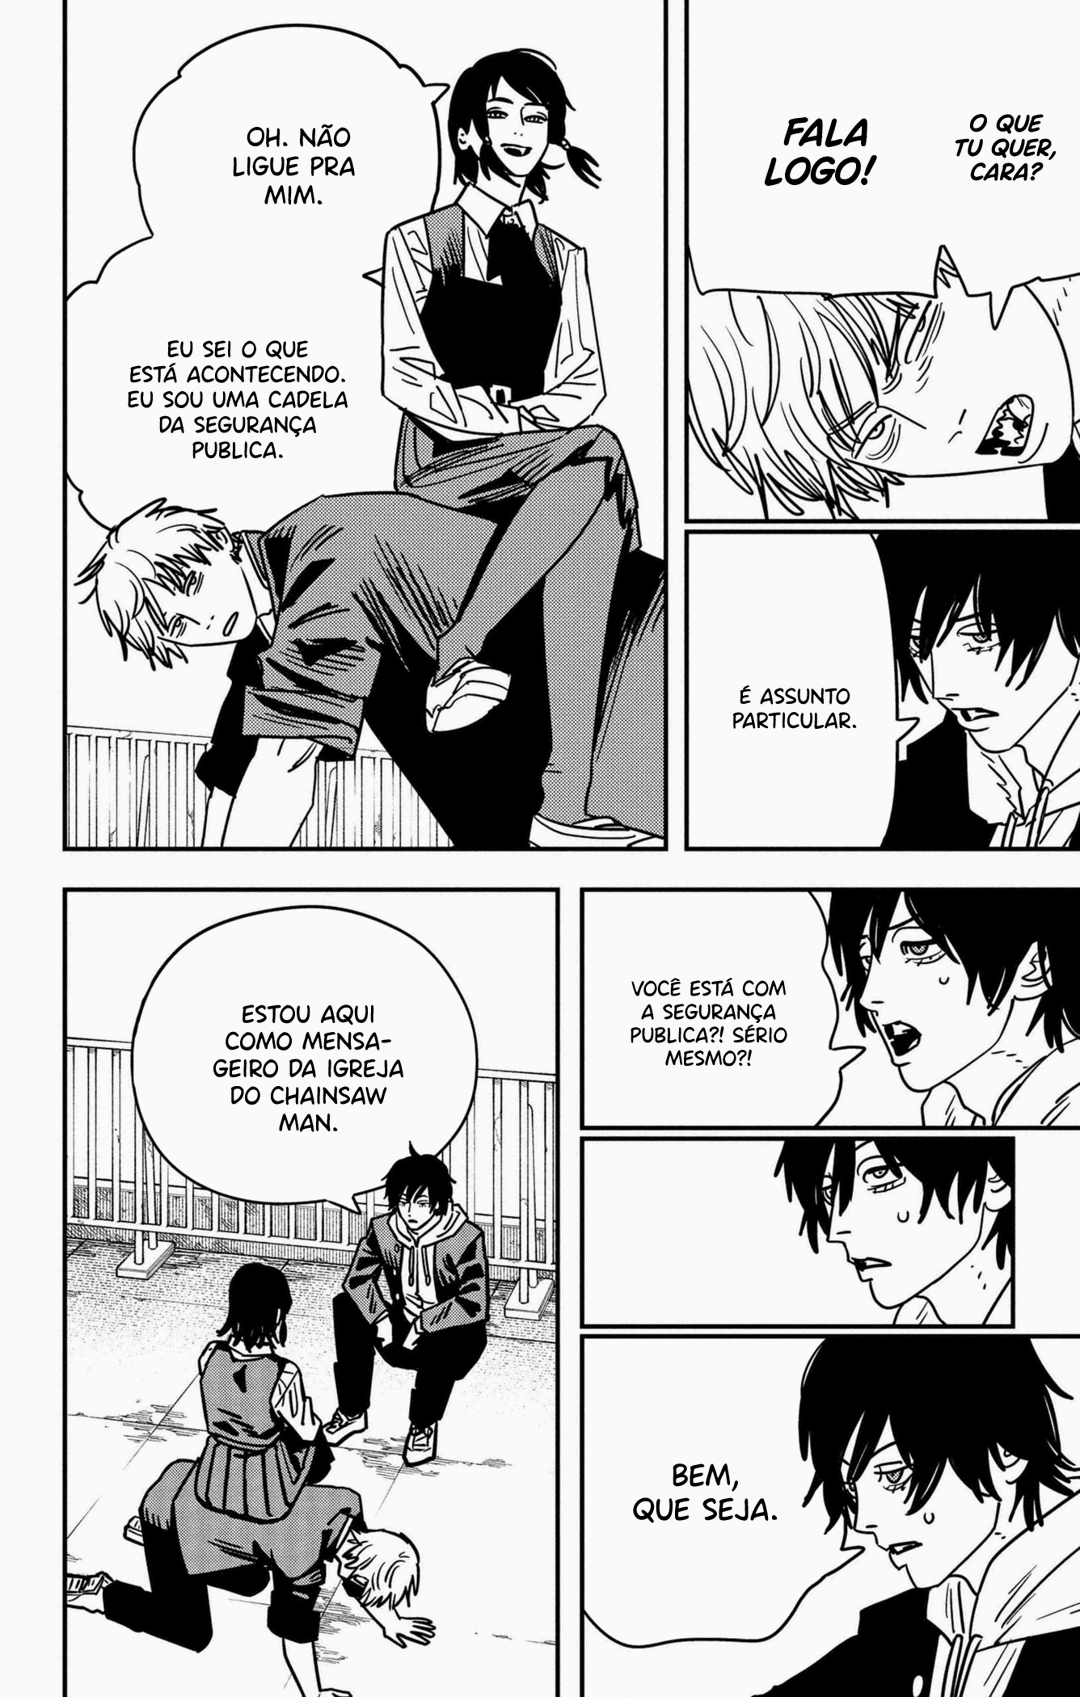 O QUE
TU QUER,
CARA?
FALA
LOGO!
É ASSUNTO
PARTICULAR.
OH. NÃO
LIGUE PRA
MIM.
EU SEI O QUE
ESTÁ ACONTECENDO.
EU SOU UMA CADELA
DA SEGURANÇA
PUBLICA.
VOCÊ ESTÁ COM
A SEGURANÇA
PUBLICA?! SÉRIO
MESMO?!
BEM,
QUE SEJA.
ESTOU AQUI
COMO MENSA-
GEIRO DA IGREJA
DO CHAINSAW
MAN.